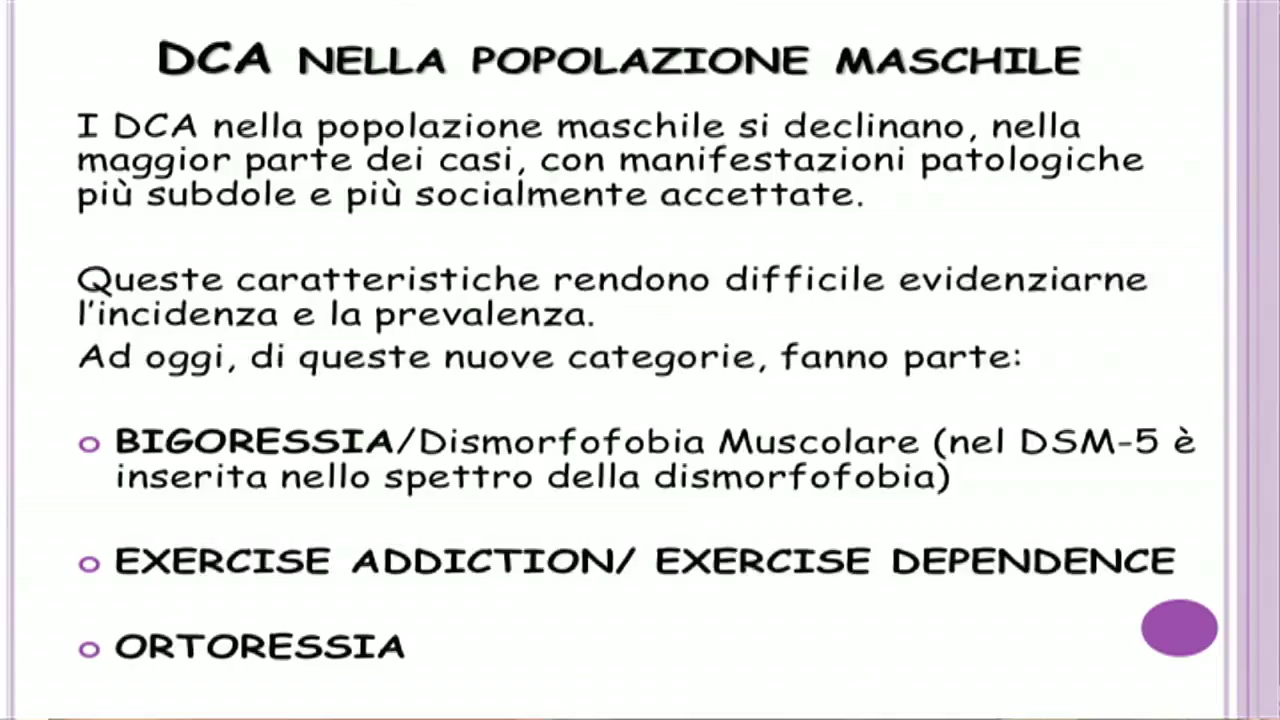 DCA NELLA POPOLAZIONE MASCHILE
I DCA nella popolazione maschile si declinano, nella
maggior parte dei casi, con manifestazioni patologiche
più subdole e più socialmente accettate.
Queste caratteristiche rendono difficile evidenziarne
l'incidenza e la prevalenza.
Ad oggi, di queste nuove categorie, fanno parte:
BIGORESSIA/Dismorfofobia Muscolare (nel DSM-5 è
inserita nello spettro della dismorfofobia)
EXERCISE ADDICTION/ EXERCISE DEPENDENCE
ORTORESSIA